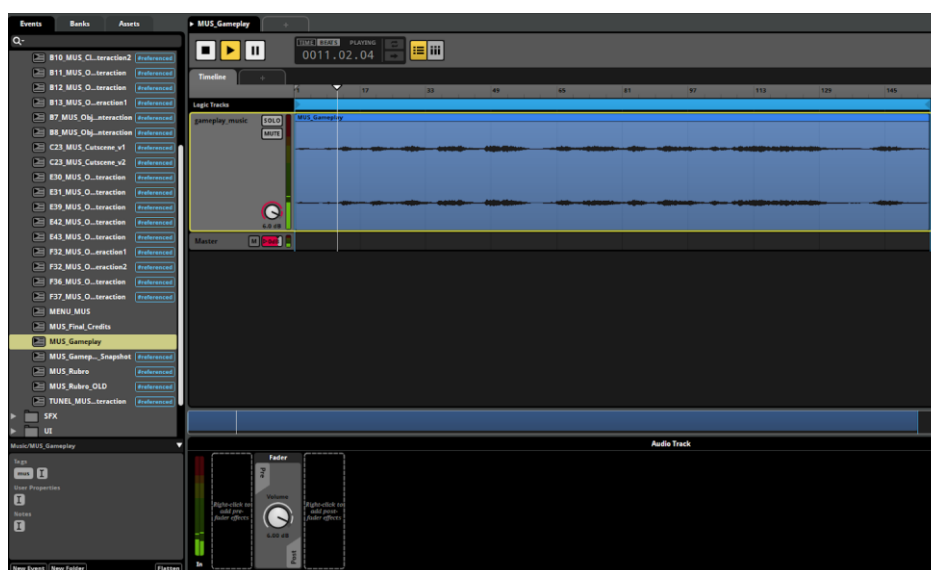 Events Banks Assets
B10_MUS_CI...teraction2 #referenced
B11_MUS_O...teraction #referenced
B12_MUS_O...teraction #referenced
B13_MUS_O...eraction1 #referenced
B7_MUS_Obj...nteraction #referenced
B8_MUS_Obj...nteraction #referenced
C23_MUS_Cutscene_v1 #referenced
C23_MUS_Cutscene_v2 #referenced
E30_MUS_O...teraction #referenced
E31_MUS_O...teraction #referenced
E39_MUS_O...teraction #referenced
E42_MUS_O...teraction #referenced
E43_MUS_O...teraction #referenced
F32_MUS_O...eraction1 #referenced
F32_MUS_O...eraction2 #referenced
F36_MUS_O...teraction #referenced
F37_MUS_O...teraction #referenced
MENU_MUS
MUS_Final_Credits
MUS_Gameplay
MUS_Gamep..._Snapshot #referenced
MUS_Rubro #referenced
MUS_Rubro_OLD #referenced
TUNEL_MUS...teraction #referenced
SFX
UI
Music/MUS_Gameplay
Tags
mus
User Properties
Notes
New Event New Folder Flatten
MUS_Gameplay +
TIME BEATS PLAYING
0011.02.04
Timeline +
1 17 33 49 65 81 97 113 129 145
Logic Tracks
gameplay_music SOLO MUTE
6.0 dB
MUS_Gameplay
Master M
Audio Track
In
Right-click to add pre-fader effects
Fader
Pre
Volume
6.00 dB
Post
Right-click to add post-fader effects